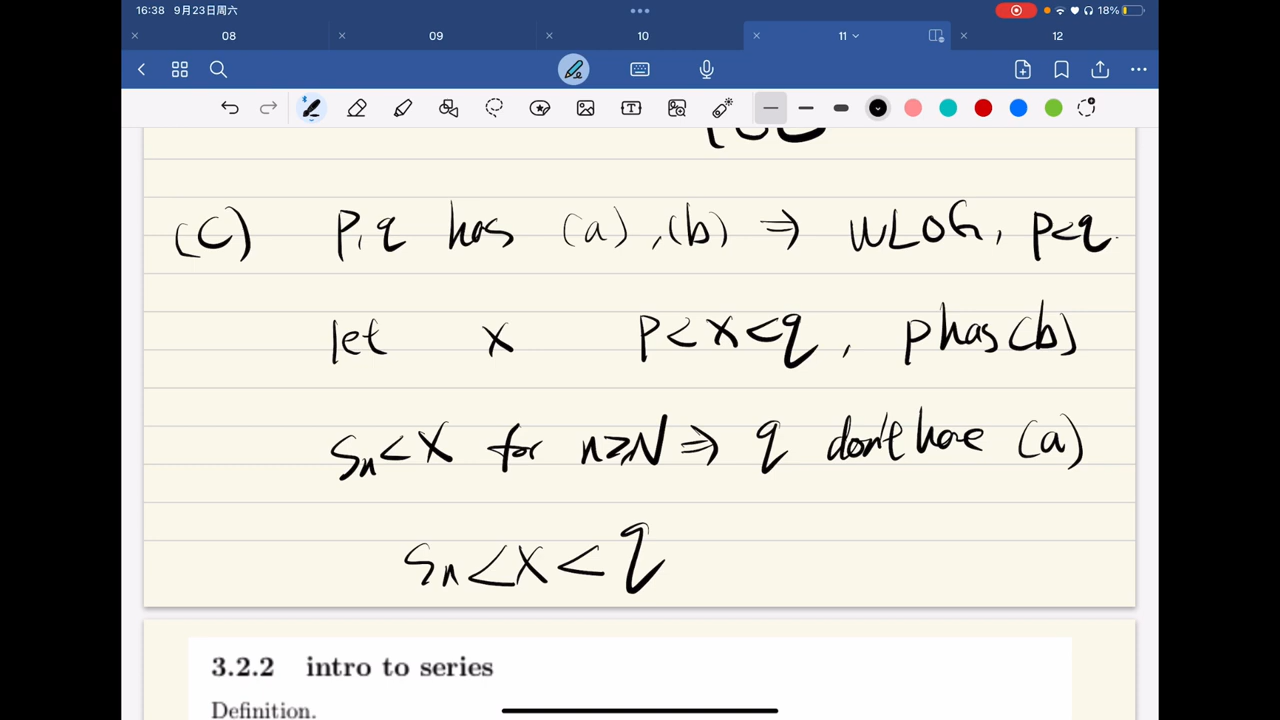 16:38 9月23日周六
18%
08 09 10 11 12
(C) p,q has (a),(b) ⇒ WLOG, p<q.
let x p<x<q, p has (b)
Sn<x for n≥N ⇒ q don't have (a)
Sn<x<q
3.2.2 intro to series
Definition.